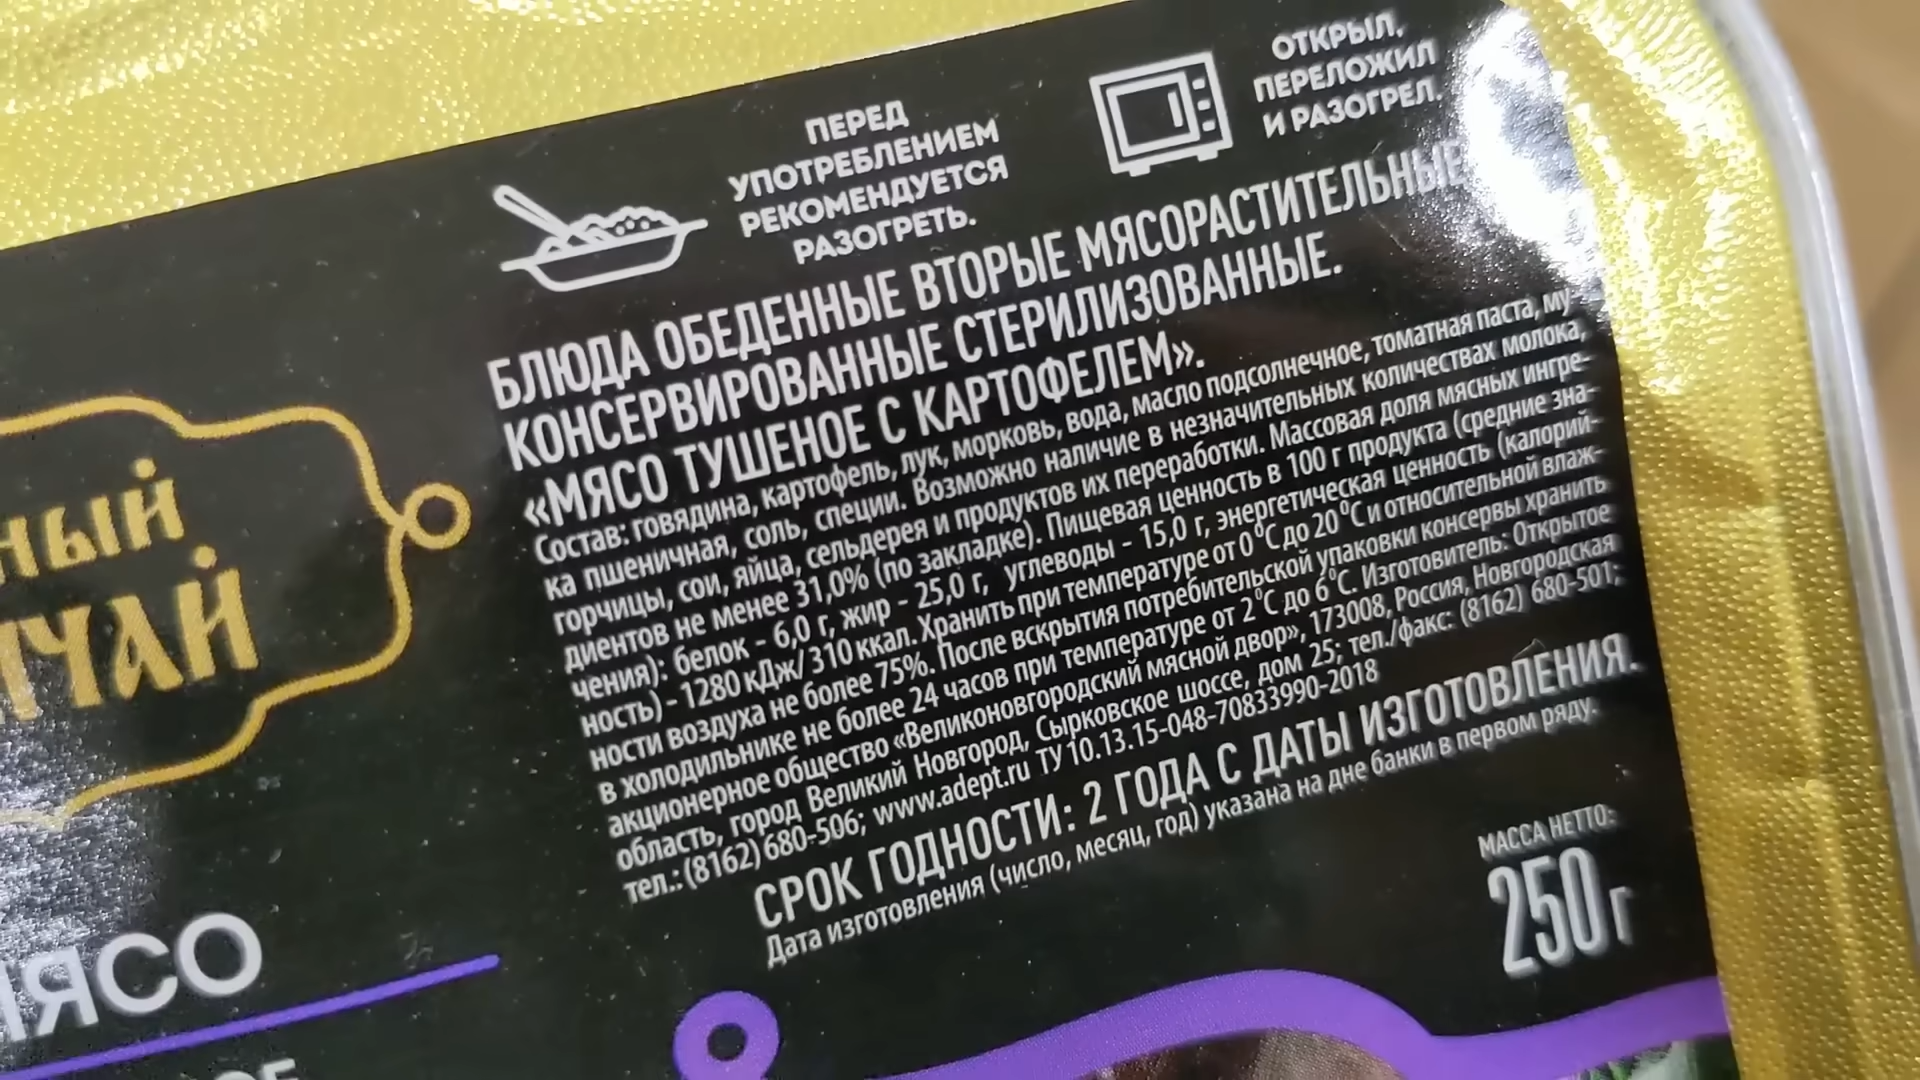 ПЕРЕД
УПОТРЕБЛЕНИЕМ
РЕКОМЕНДУЕТСЯ
РАЗОГРЕТЬ.
ОТКРЫЛ,
ПЕРЕЛОЖИЛ
И РАЗОГРЕЛ.
БЛЮДА ОБЕДЕННЫЕ ВТОРЫЕ МЯСОРАСТИТЕЛЬНЫЕ
КОНСЕРВИРОВАННЫЕ СТЕРИЛИЗОВАННЫЕ.
«МЯСО ТУШЕНОЕ С КАРТОФЕЛЕМ».
Состав: говядина, картофель, лук, морковь, вода, масло подсолнечное, томатная паста, му-
ка пшеничная, соль, специи. Возможно наличие в незначительных количествах молока,
горчицы, сои, яйца, сельдерея и продуктов их переработки. Массовая доля мясных ингре-
диентов не менее 31,0% (по закладке). Пищевая ценность в 100 г продукта (средние зна-
чения): белок - 6,0 г, жир - 25,0 г, углеводы - 15,0 г, энергетическая ценность (калорий-
ность) - 1280 кДж/ 310 ккал. Хранить при температуре от 0°С до 20°С и относительной влаж-
ности воздуха не более 75%. После вскрытия потребительской упаковки консервы хранить
в холодильнике не более 24 часов при температуре от 2°С до 6°С. Изготовитель: Открытое
акционерное общество «Великоновгородский мясной двор», 173008, Россия, Новгородская
область, город Великий Новгород, Сырковское шоссе, дом 25; тел./факс: (8162) 680-501;
тел.: (8162) 680-506; www.adept.ru ТУ 10.13.15-048-70833990-2018
СРОК ГОДНОСТИ: 2 ГОДА С ДАТЫ ИЗГОТОВЛЕНИЯ.
Дата изготовления (число, месяц, год) указана на дне банки в первом ряду.
МАССА НЕТТО:
250 г
МЯСО